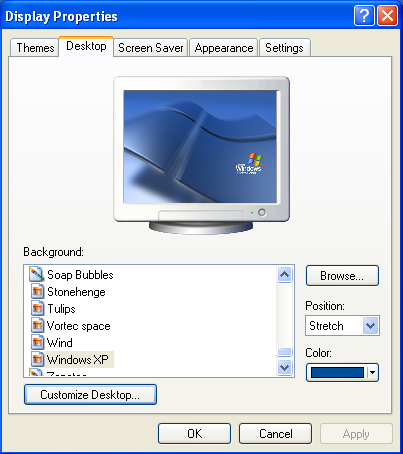 Display Properties
Themes Desktop Screen Saver Appearance Settings
Windows
Background:
Soap Bubbles
Stonehenge
Tulips
Vortec space
Wind
Windows XP
Browse...
Position:
Stretch
Color:
Customize Desktop...
OK Cancel Apply